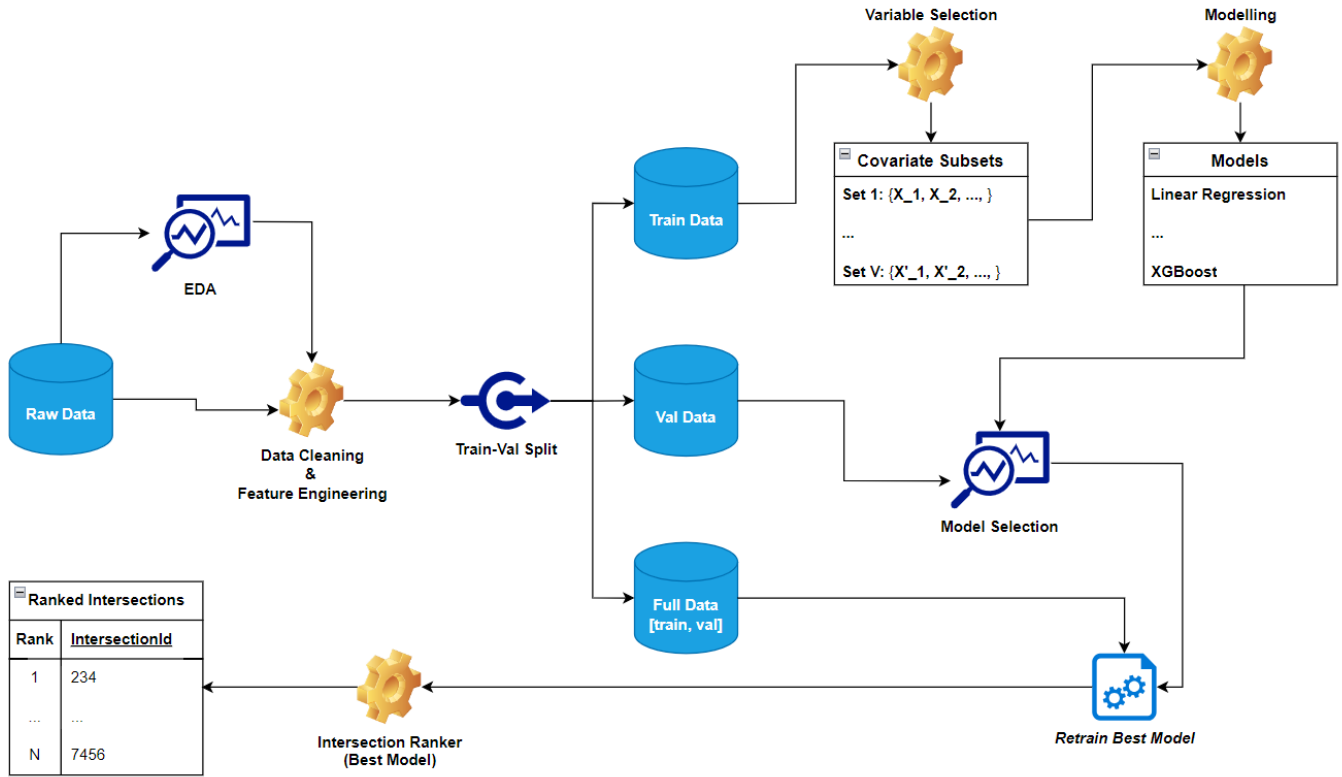 Variable Selection
Modelling
Covariate Subsets
Set 1: {X_1, X_2, ..., }
...
Set V: {X'_1, X'_2, ..., }
Models
Linear Regression
...
XGBoost
Train Data
EDA
Raw Data
Data Cleaning
&
Feature Engineering
Train-Val Split
Val Data
Model Selection
Full Data
[train, val]
Retrain Best Model
Intersection Ranker
(Best Model)
Ranked Intersections
Rank IntersectionId
1 234
... ...
N 7456